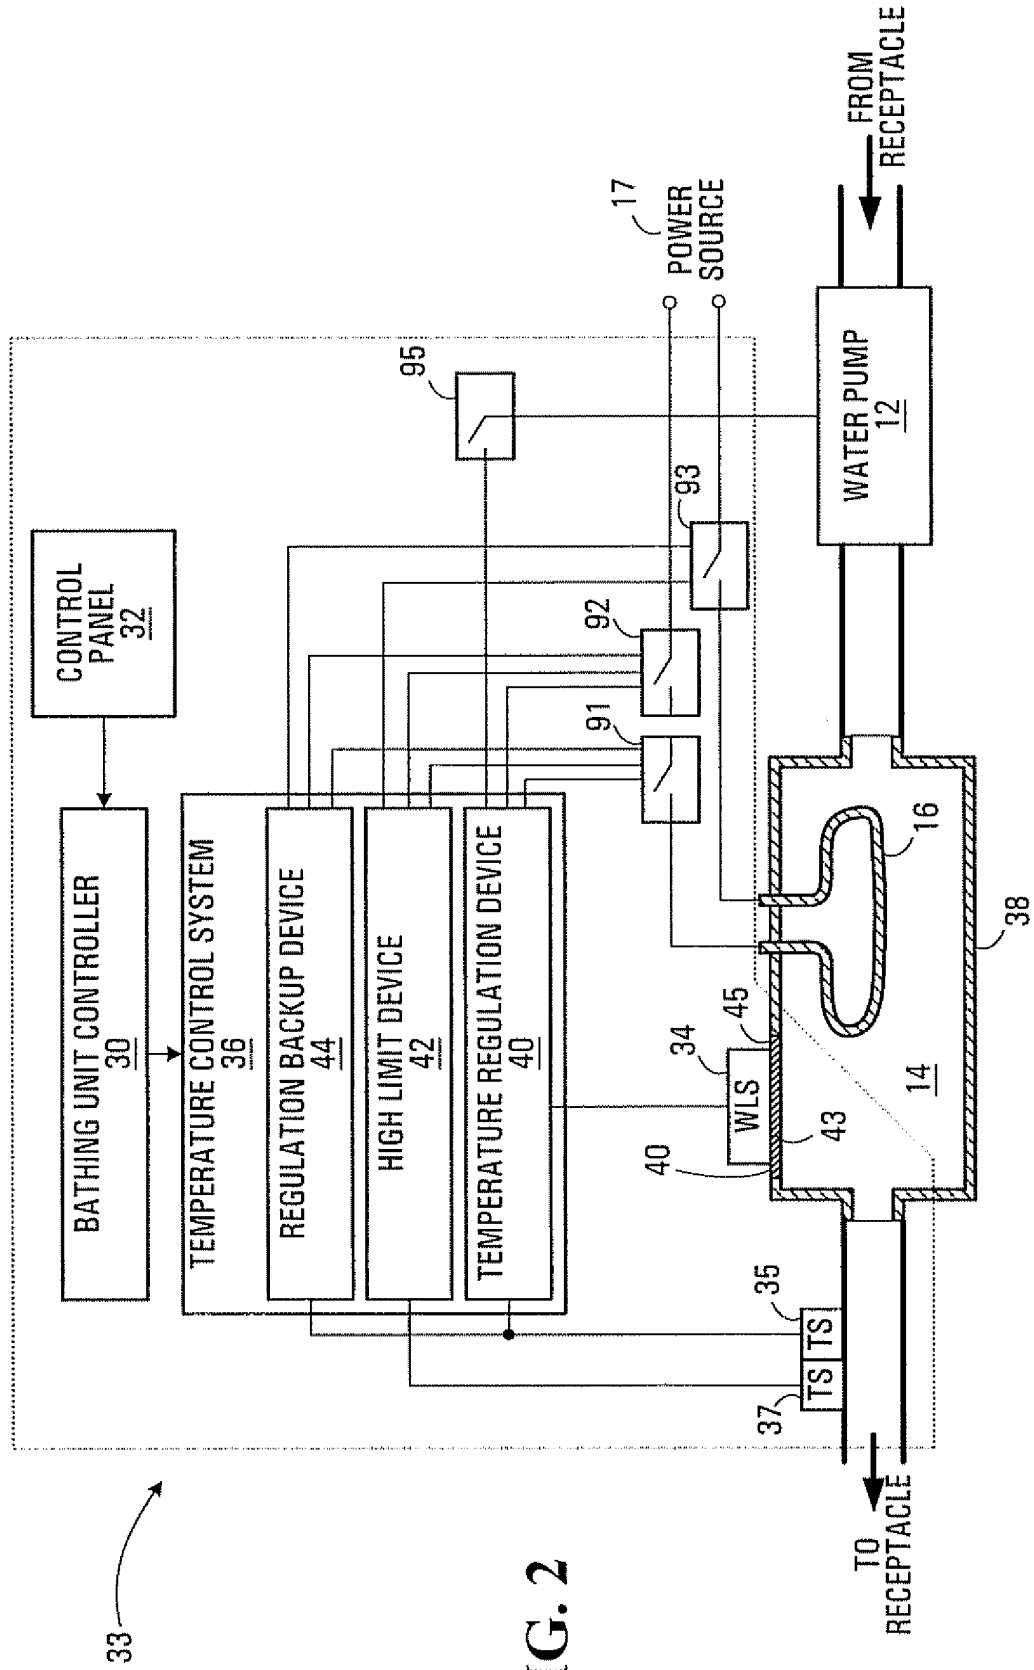 33
BATHING UNIT CONTROLLER
30
CONTROL
PANEL
32
TEMPERATURE CONTROL SYSTEM
36
REGULATION BACKUP DEVICE
44
HIGH LIMIT DEVICE
42
TEMPERATURE REGULATION DEVICE
40
95
91
92
93
17
POWER
SOURCE
37
TS
TS
35
40
WLS
34
45
43
14
16
38
WATER PUMP
12
TO
RECEPTACLE
FROM
RECEPTACLE
IG. 2